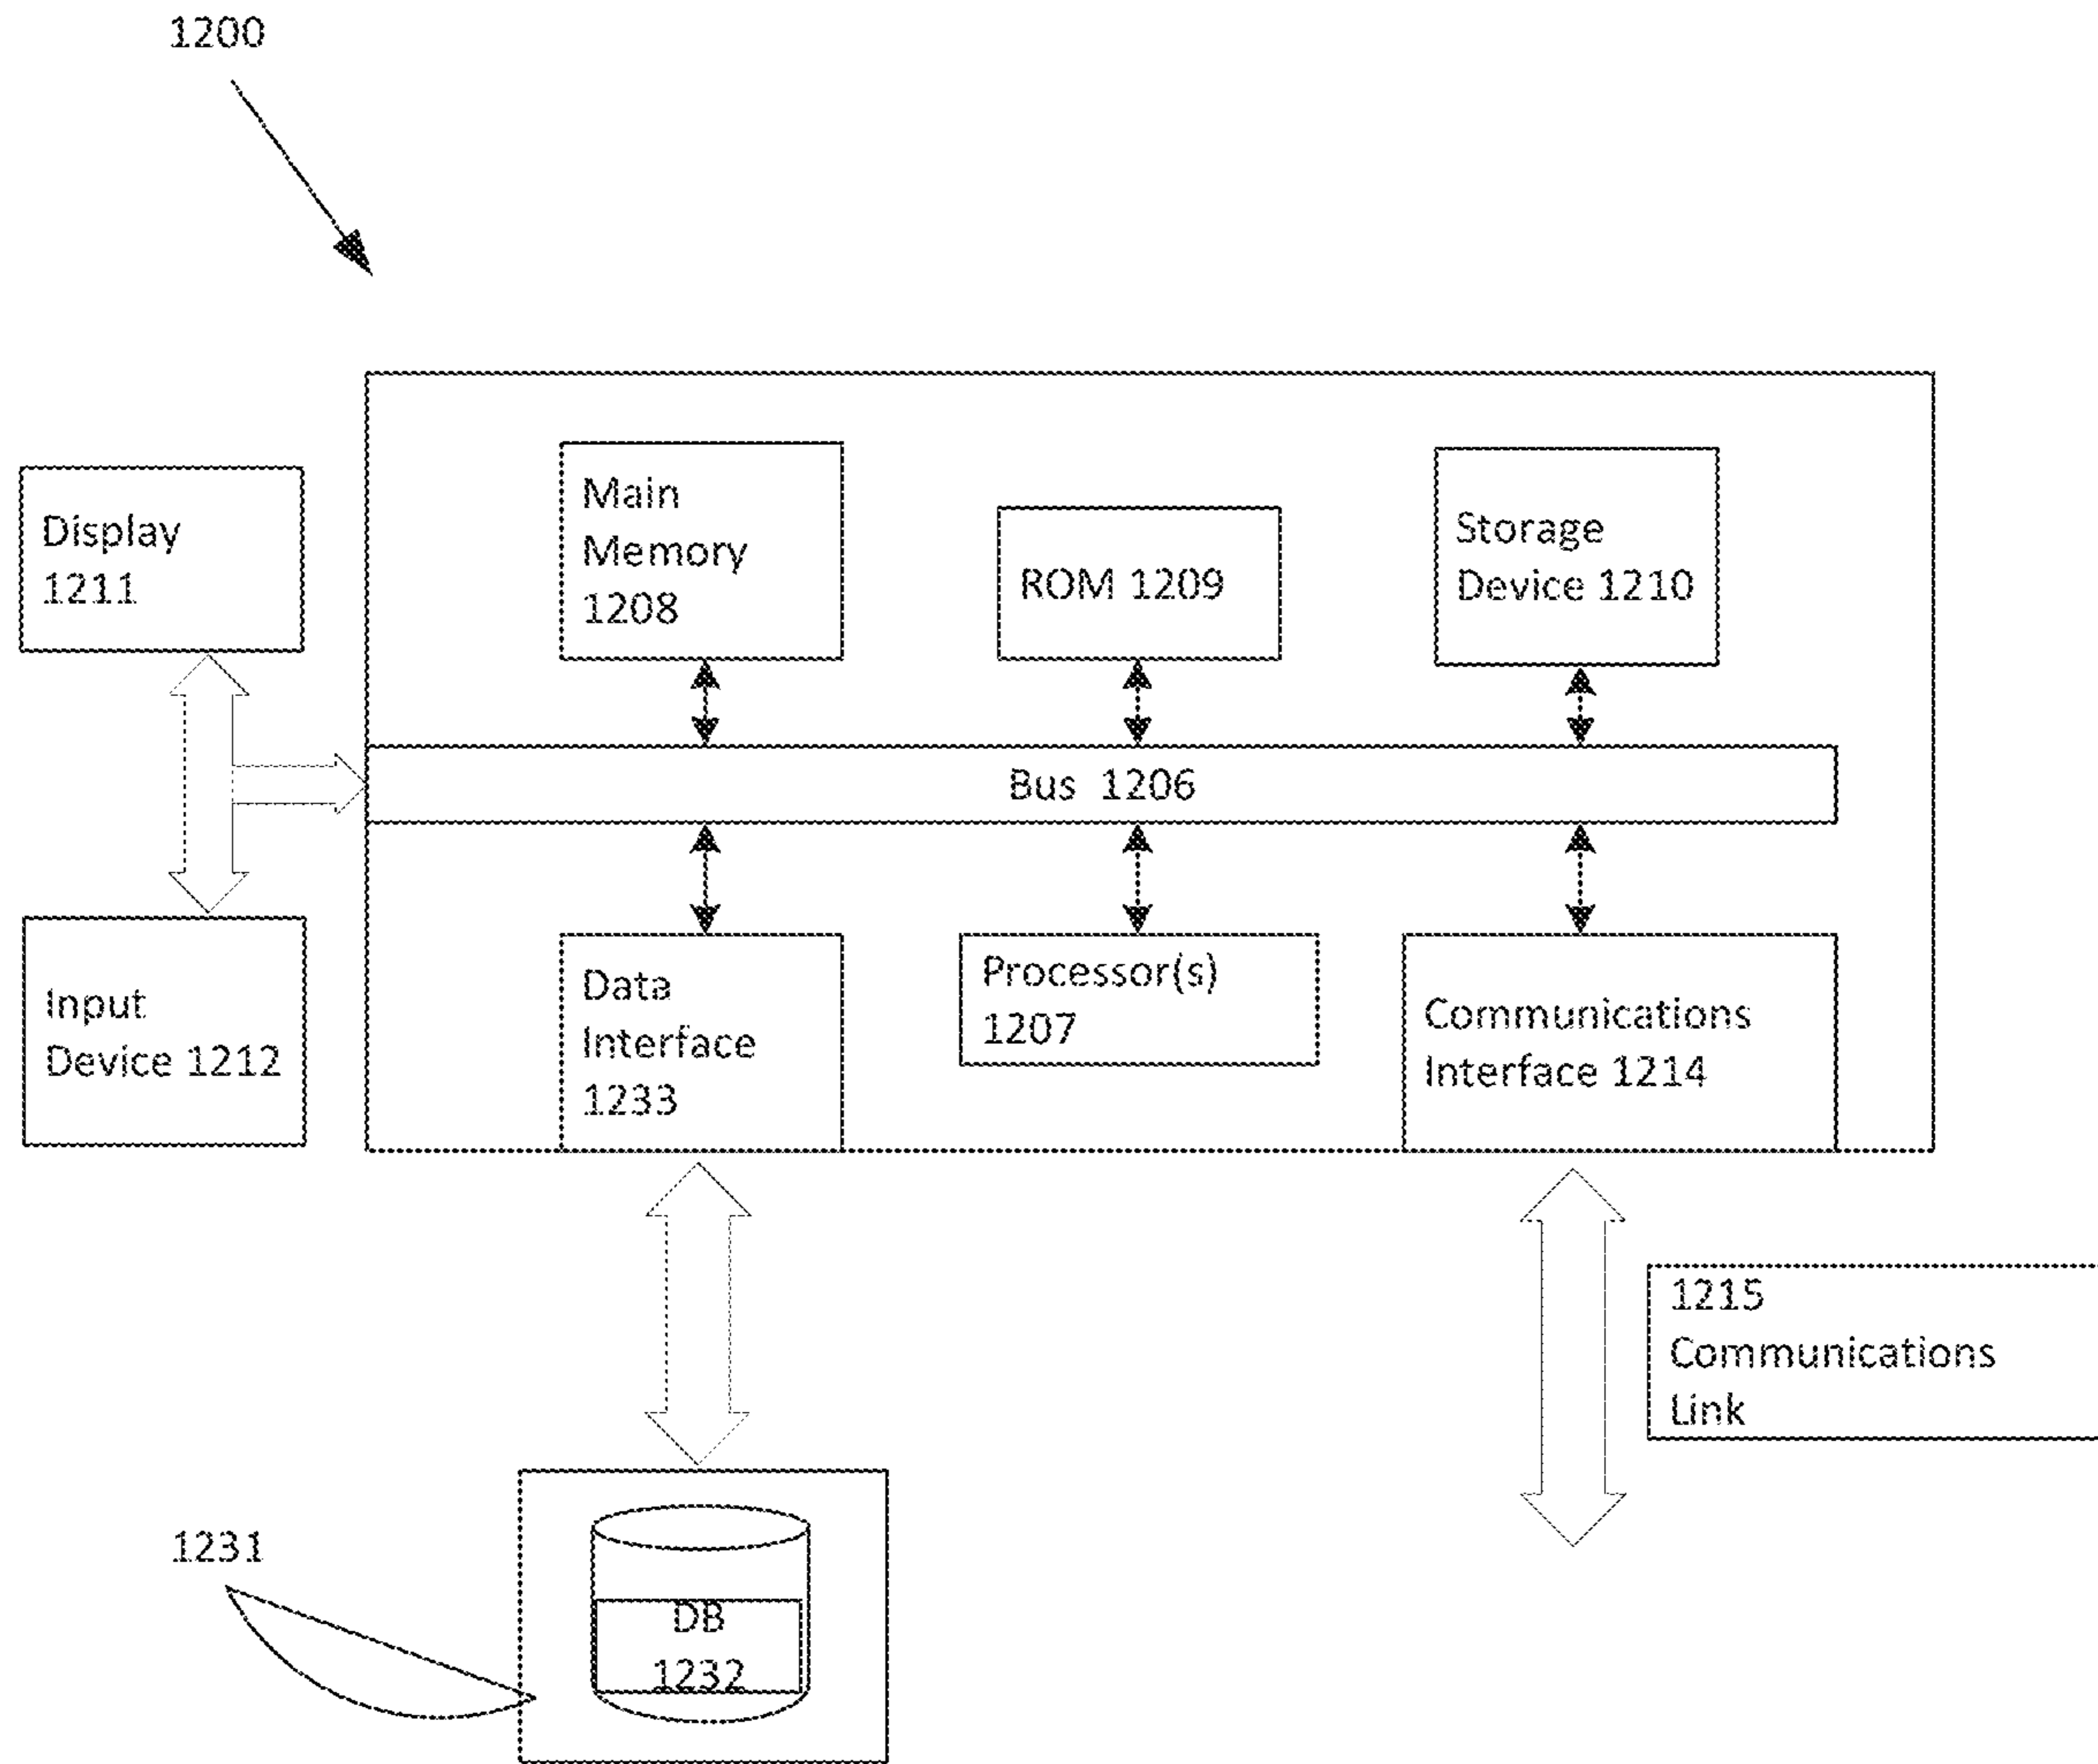 1200
Display
1211
Main
Memory
1208
ROM 1209
Storage
Device 1210
Bus 1206
Input
Device 1212
Data
Interface
1233
Processor(s)
1207
Communications
Interface 1214
1215
Communications
Link
1231
DB
1232